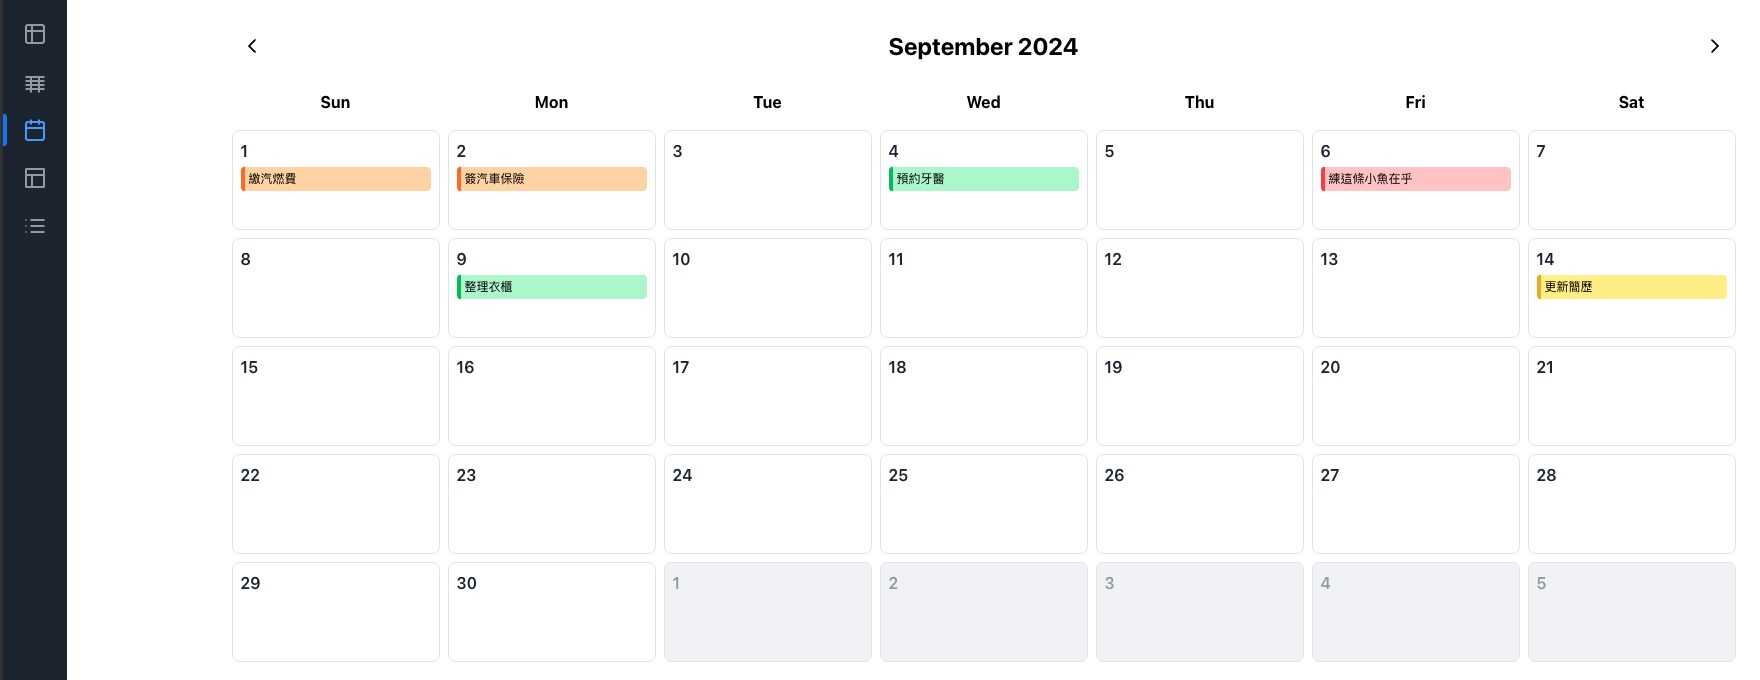 September 2024
Sun Mon Tue Wed Thu Fri Sat
1 2 3 4 5 6 7
繳汽燃費 簽汽車保險 預約牙醫 練這條小魚在乎
8 9 10 11 12 13 14
整理衣櫃 更新簡歷
15 16 17 18 19 20 21
22 23 24 25 26 27 28
29 30 1 2 3 4 5